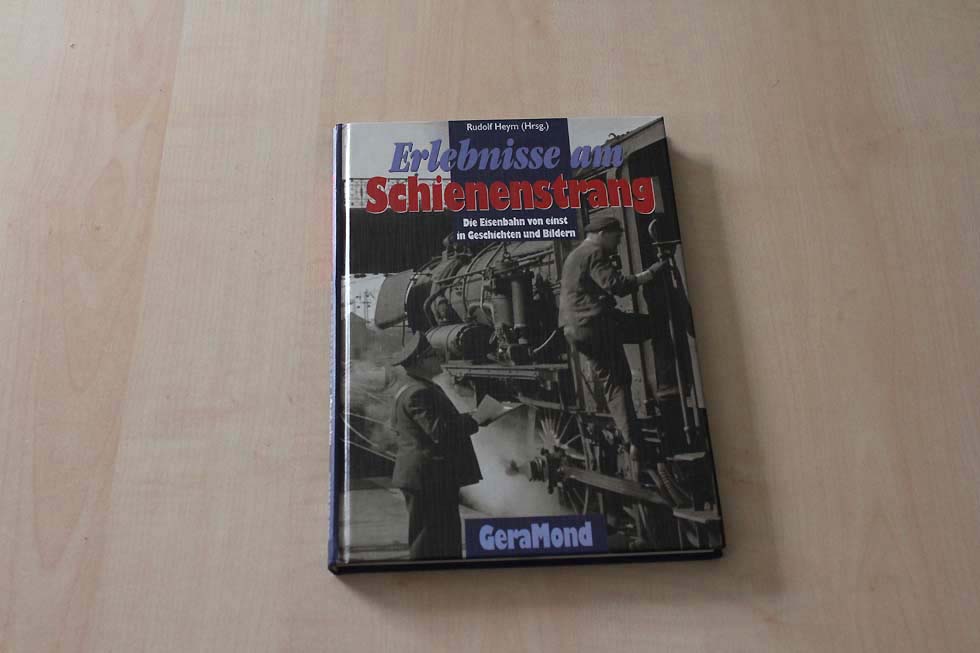 Rudolf Heym (Hrsg.)
Erlebnisse am
Schienenstrang
Die Eisenbahn von einst
in Geschichten und Bildern
GeraMond